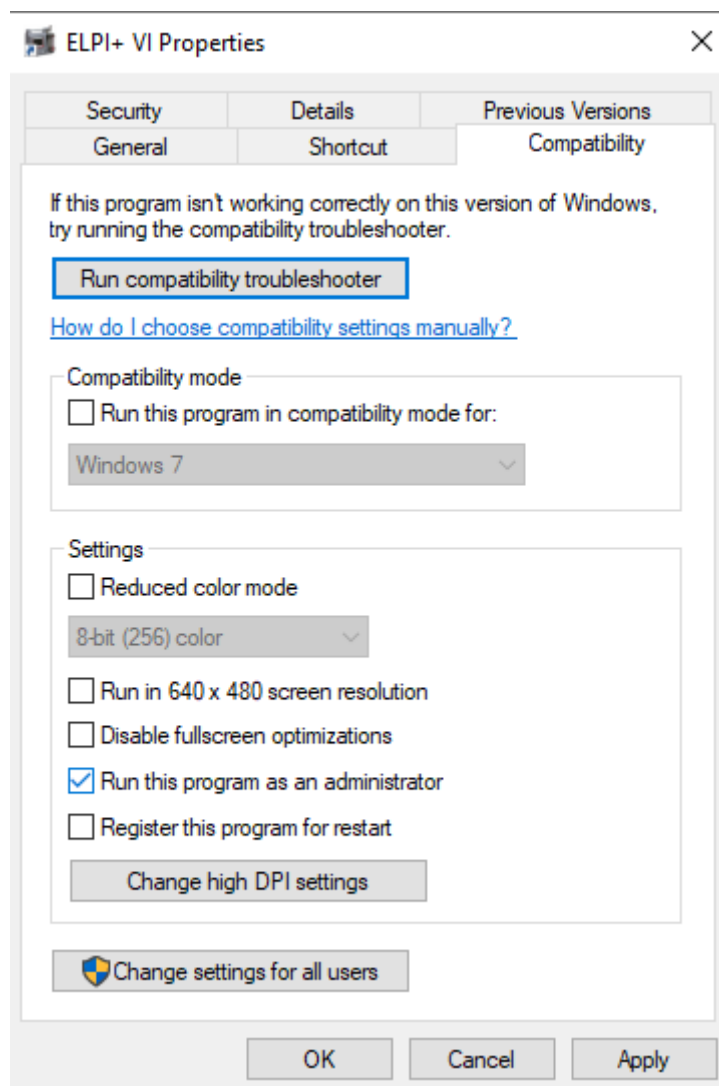 ELPI+ VI Properties
Security Details Previous Versions
General Shortcut Compatibility
If this program isn't working correctly on this version of Windows,
try running the compatibility troubleshooter.
Run compatibility troubleshooter
How do I choose compatibility settings manually?
Compatibility mode
Run this program in compatibility mode for:
Windows 7
Settings
Reduced color mode
8-bit (256) color
Run in 640 x 480 screen resolution
Disable fullscreen optimizations
Run this program as an administrator
Register this program for restart
Change high DPI settings
Change settings for all users
OK Cancel Apply